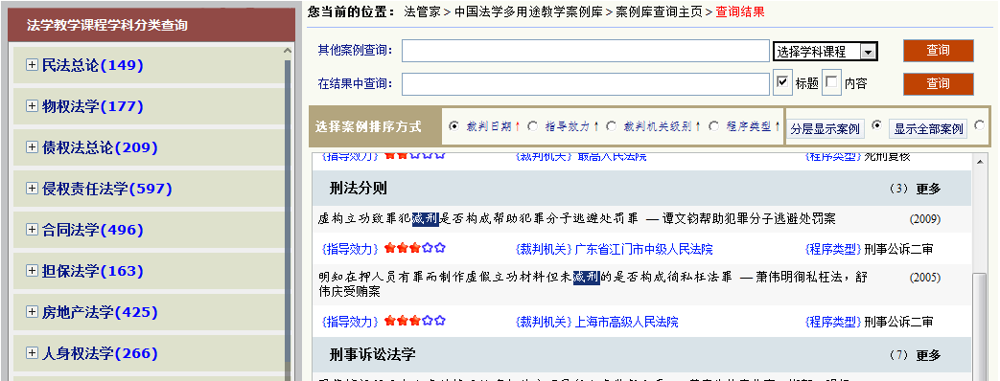 法学教学课程学科分类查询
民法总论(149)
物权法学(177)
债权法总论(209)
侵权责任法学(597)
合同法学(496)
担保法学(163)
房地产法学(425)
人身权法学(266)
您当前的位置： 法管家 > 中国法学多用途教学案例库 > 案例库查询主页 > 查询结果
其他案例查询： 选择学科课程 查询
在结果中查询： 标题 内容 查询
选择案例排序方式 裁判日期↑ 指导效力↑ 裁判机关级别↑ 程序类型↑ 分层显示案例 显示全部案例
{指导效力} ★★☆☆☆ {裁判机关} 最高人民法院 {程序类型} 死刑复核
刑法分则 （3）更多
虚构立功致罪犯减刑是否构成帮助犯罪分子逃避处罚罪 — 谭文钧帮助犯罪分子逃避处罚案 (2009)
{指导效力} ★★★☆☆ {裁判机关} 广东省江门市中级人民法院 {程序类型} 刑事公诉二审
明知在押人员有罪而制作虚假立功材料但未减刑的是否构成徇私枉法罪 — 萧伟明徇私枉法，舒 (2005)
伟庆受贿案
{指导效力} ★★★☆☆ {裁判机关} 上海市高级人民法院 {程序类型} 刑事公诉二审
刑事诉讼法学 （7）更多